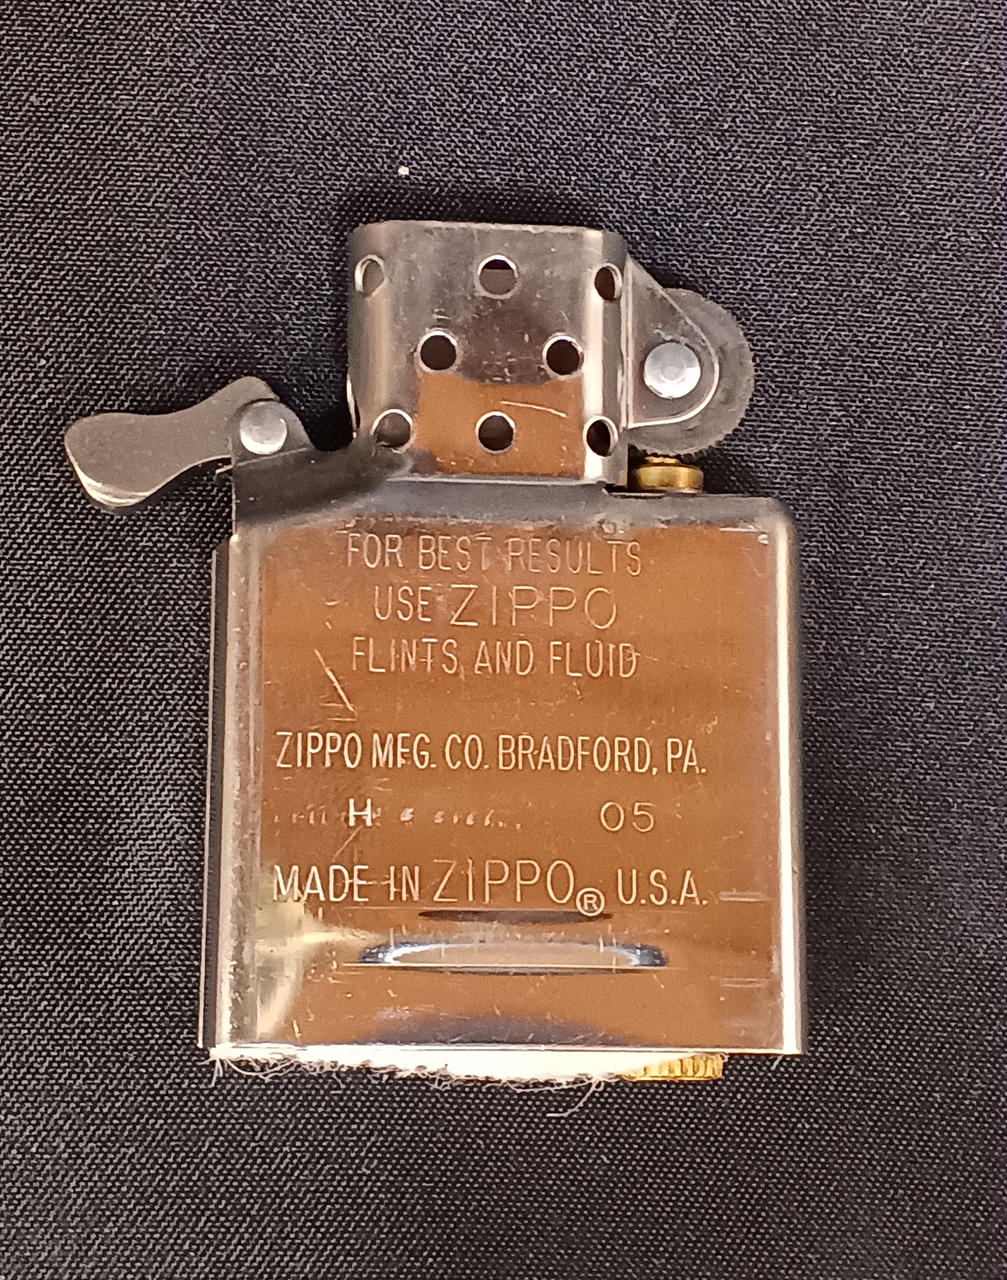 FOR BEST RESULTS
USE ZIPPO
FLINTS AND FLUID
ZIPPO MFG. CO. BRADFORD, PA.
H 05
MADE IN ZIPPO® U.S.A.